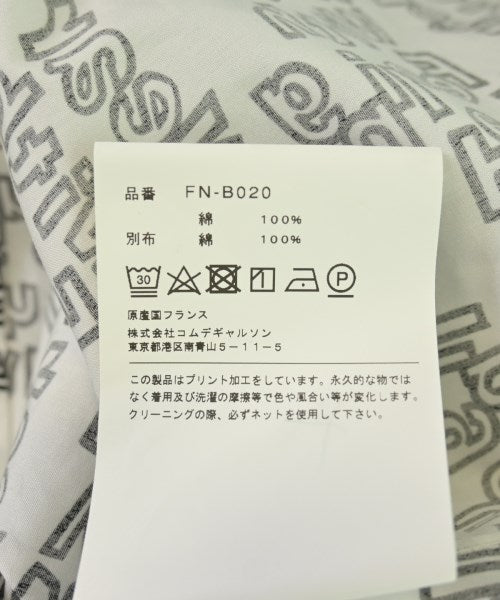 品番 FN-B020
綿 100%
別布 綿 100%
30
P
原産国フランス
株式会社コムデギャルソン
東京都港区南青山5-11-5
この製品はプリント加工をしています。永久的な物では
なく着用及び洗濯の摩擦等で色や風合い等が変化します。
クリーニングの際、必ずネットを使用して下さい。